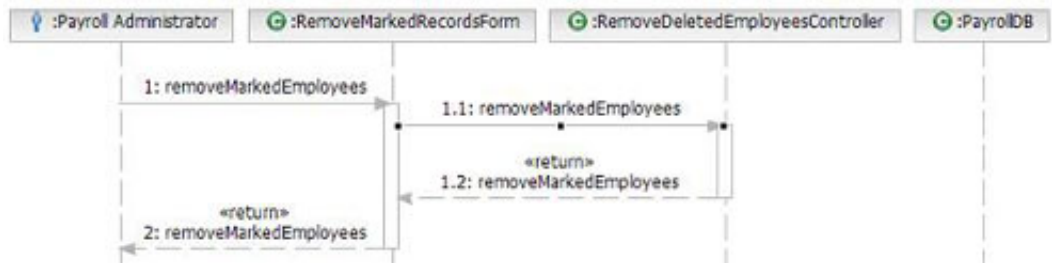 :Payroll Administrator
:RemoveMarkedRecordsForm
:RemoveDeletedEmployeesController
:PayrollDB
1: removeMarkedEmployees
1.1: removeMarkedEmployees
«return»
1.2: removeMarkedEmployees
«return»
2: removeMarkedEmployees